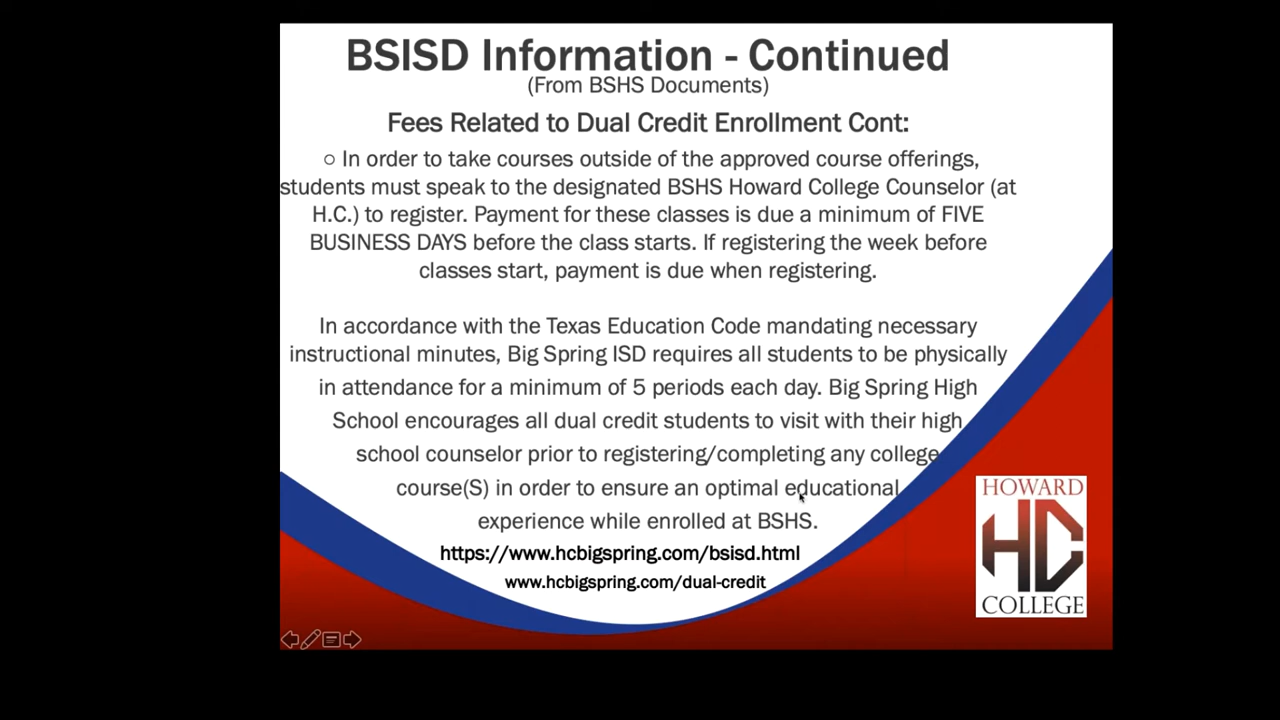 BSISD Information - Continued
(From BSHS Documents)
Fees Related to Dual Credit Enrollment Cont:
○ In order to take courses outside of the approved course offerings,
students must speak to the designated BSHS Howard College Counselor (at
H.C.) to register. Payment for these classes is due a minimum of FIVE
BUSINESS DAYS before the class starts. If registering the week before
classes start, payment is due when registering.
In accordance with the Texas Education Code mandating necessary
instructional minutes, Big Spring ISD requires all students to be physically
in attendance for a minimum of 5 periods each day. Big Spring High
School encourages all dual credit students to visit with their high
school counselor prior to registering/completing any college
course(S) in order to ensure an optimal educational
experience while enrolled at BSHS.
https://www.hcbigspring.com/bsisd.html
www.hcbigspring.com/dual-credit
HOWARD
HC
COLLEGE